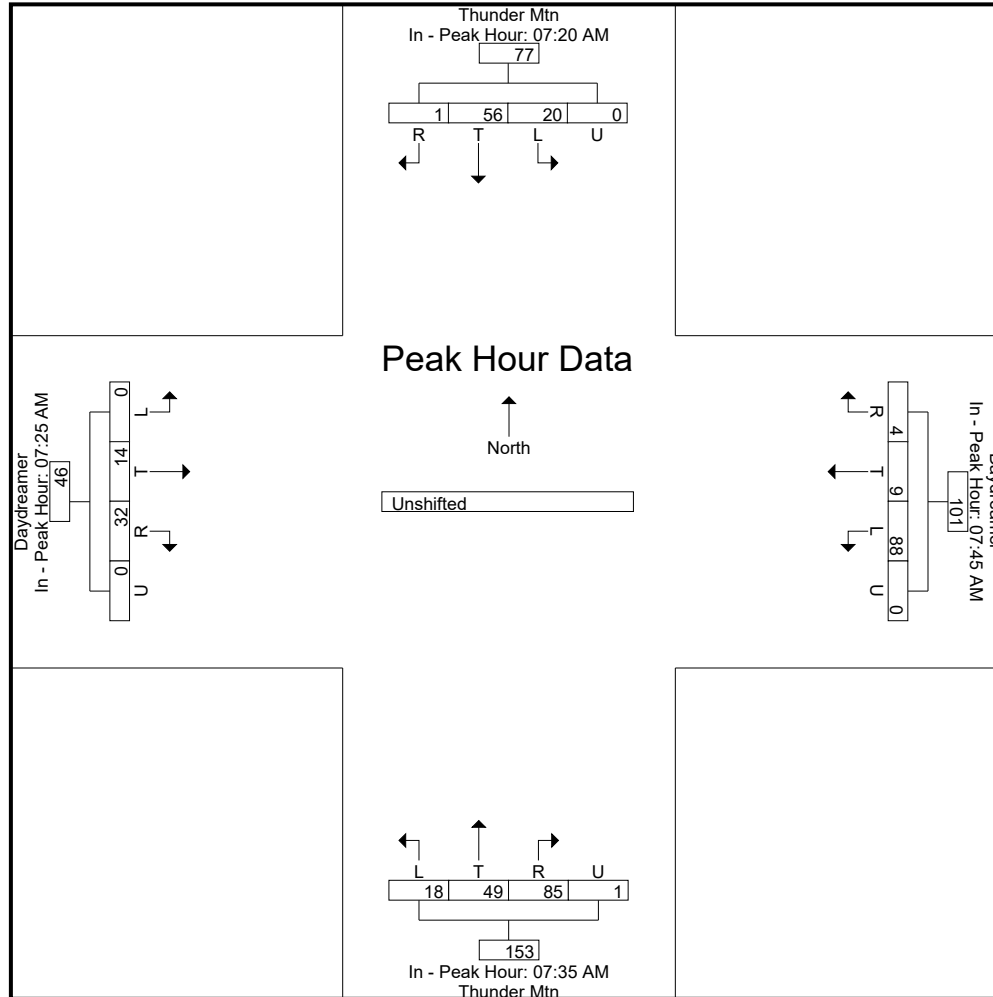 Thunder Mtn
In - Peak Hour: 07:20 AM
77
1 56 20 0
R T L U
Peak Hour Data
North
Unshifted
Daydreamer
In - Peak Hour: 07:25 AM
46
0 14 32 0
L T R U
In - Peak Hour: 07:45 AM
101
4 9 88 0
R T L U
L T R U
18 49 85 1
153
In - Peak Hour: 07:35 AM
Thunder Mtn